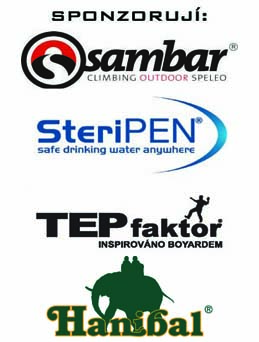 SPONZORUJÍ:
sambar®
CLIMBING OUTDOOR SPELEO
SteriPEN®
safe drinking water anywhere
TEPfaktor®
INSPIROVÁNO BOYARDEM
Hanibal®